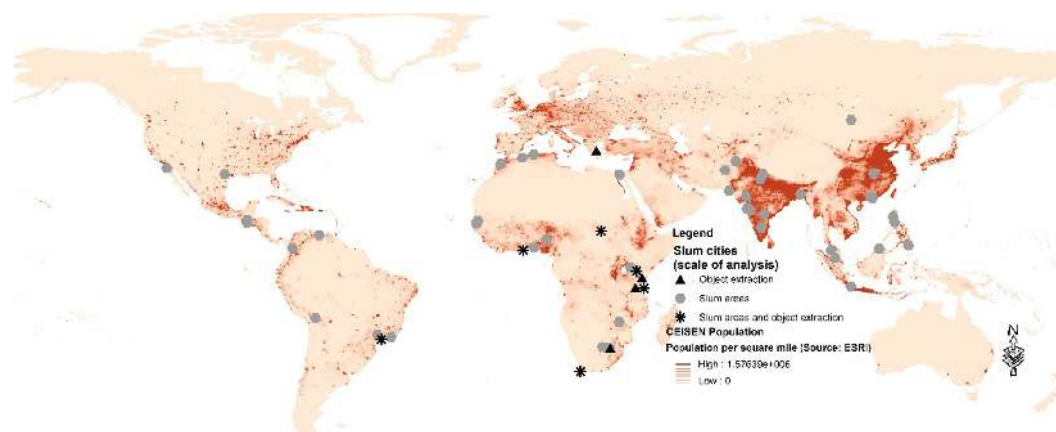 Legend
Slum cities
(scale of analysis)
Object extraction
Slum areas
Slum areas and object extraction
CEISEN Population
Population per square mile (Source: ESRI)
High : 1.57639e+006
Low : 0
N